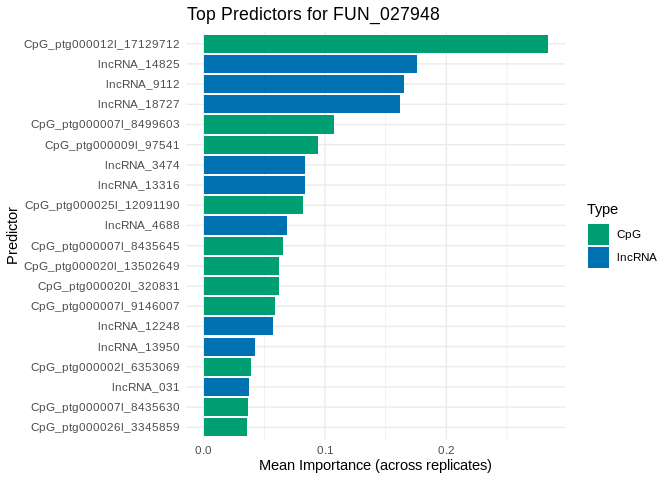 Top Predictors for FUN_027948
Predictor
CpG_ptg000012l_17129712
lncRNA_14825
lncRNA_9112
lncRNA_18727
CpG_ptg000007l_8499603
CpG_ptg000009l_97541
lncRNA_3474
lncRNA_13316
CpG_ptg000025l_12091190
lncRNA_4688
CpG_ptg000007l_8435645
CpG_ptg000020l_13502649
CpG_ptg000020l_320831
CpG_ptg000007l_9146007
lncRNA_12248
lncRNA_13950
CpG_ptg000002l_6353069
lncRNA_031
CpG_ptg000007l_8435630
CpG_ptg000026l_3345859
0.0 0.1 0.2
Mean Importance (across replicates)
Type
CpG
lncRNA